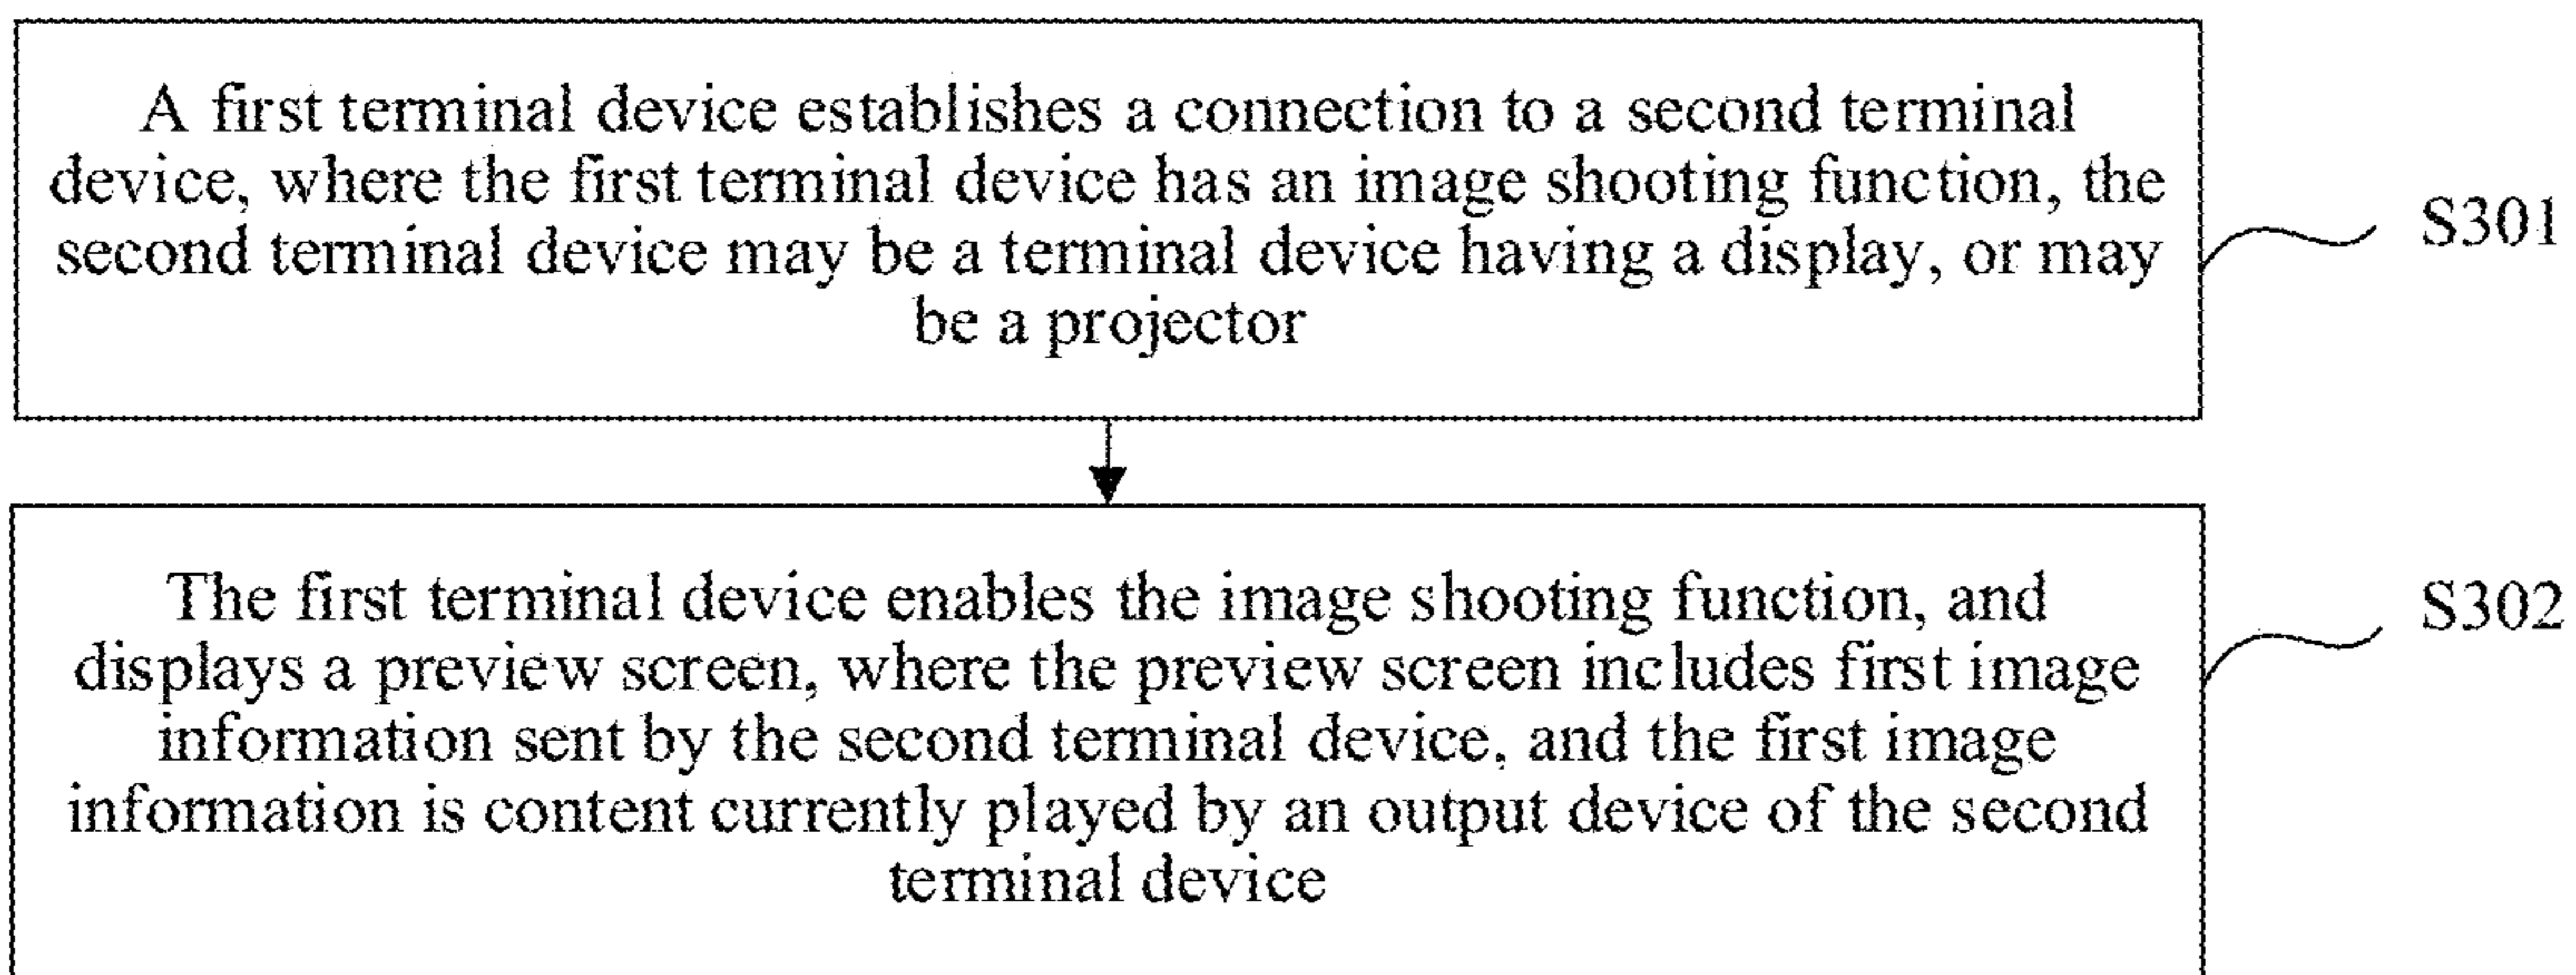 A first terminal device establishes a connection to a second terminal
device, where the first terminal device has an image shooting function, the
second terminal device may be a terminal device having a display, or may
be a projector
S301
The first terminal device enables the image shooting function, and
displays a preview screen, where the preview screen includes first image
information sent by the second terminal device, and the first image
information is content currently played by an output device of the second
terminal device
S302